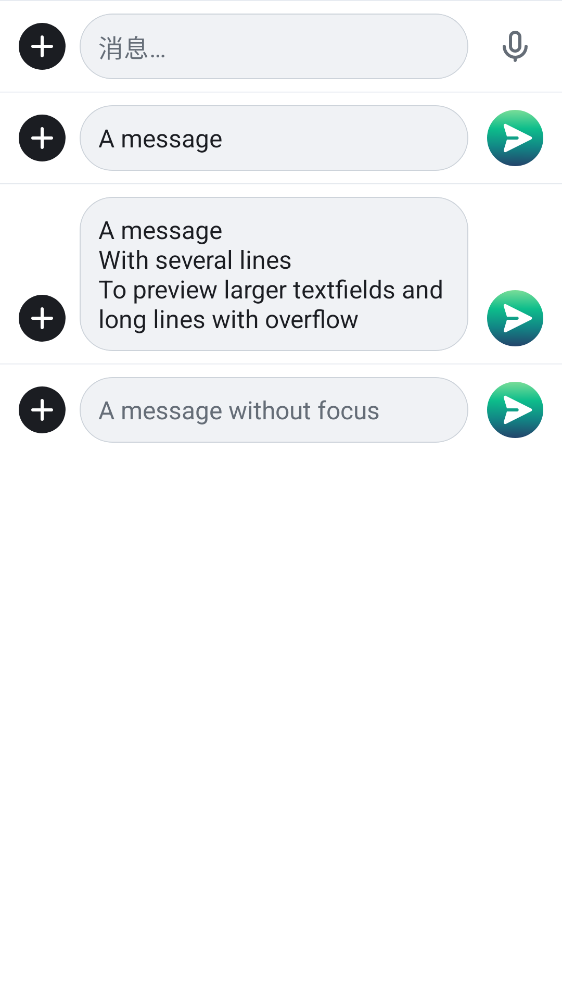 消息…
A message
A message
With several lines
To preview larger textfields and
long lines with overflow
A message without focus